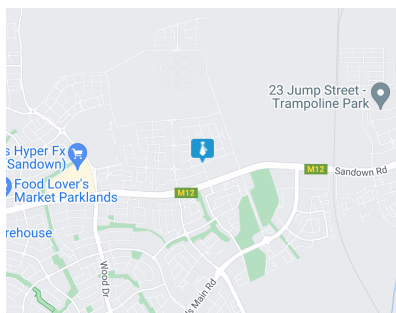 23 Jump Street -
Trampoline Park
s Hyper Fx
Sandown)
Food Lover's
Market Parklands
M12
Sandown Rd
M12
rehouse
Wood Dr
ls Main Rd